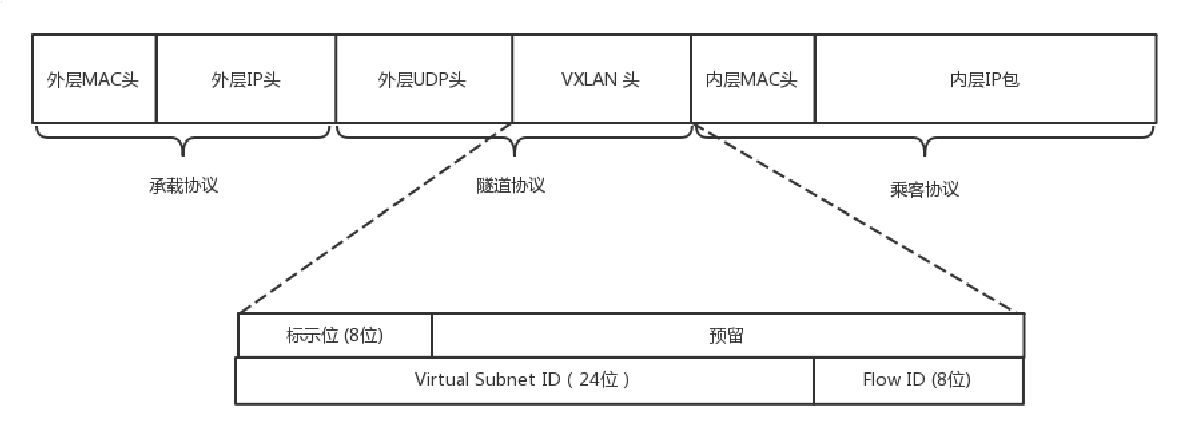 外层MAC头 外层IP头 外层UDP头 VXLAN 头 内层MAC头 内层IP包
承载协议 隧道协议 乘客协议
标示位 (8位) 预留
Virtual Subnet ID ( 24位 ) Flow ID (8位)